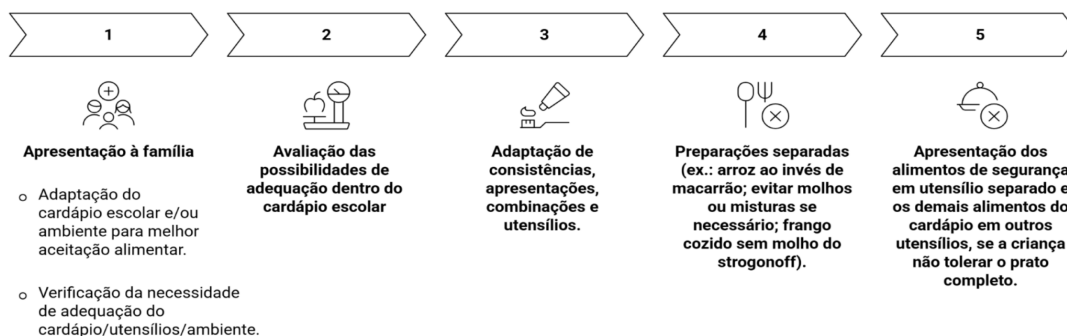 1
2
3
4
5
Apresentação à família
Adaptação do
cardápio escolar e/ou
ambiente para melhor
aceitação alimentar.
Verificação da necessidade
de adequação do
cardápio/utensílios/ambiente.
Avaliação das
possibilidades de
adequação dentro do
cardápio escolar
Adaptação de
consistências,
apresentações,
combinações e
utensílios.
Preparações separadas
(ex.: arroz ao invés de
macarrão; evitar molhos
ou misturas se
necessário; frango
cozido sem molho do
strogonoff).
Apresentação dos
alimentos de segurança
em utensílio separado e
os demais alimentos do
cardápio em outros
utensílios, se a criança
não tolerar o prato
completo.